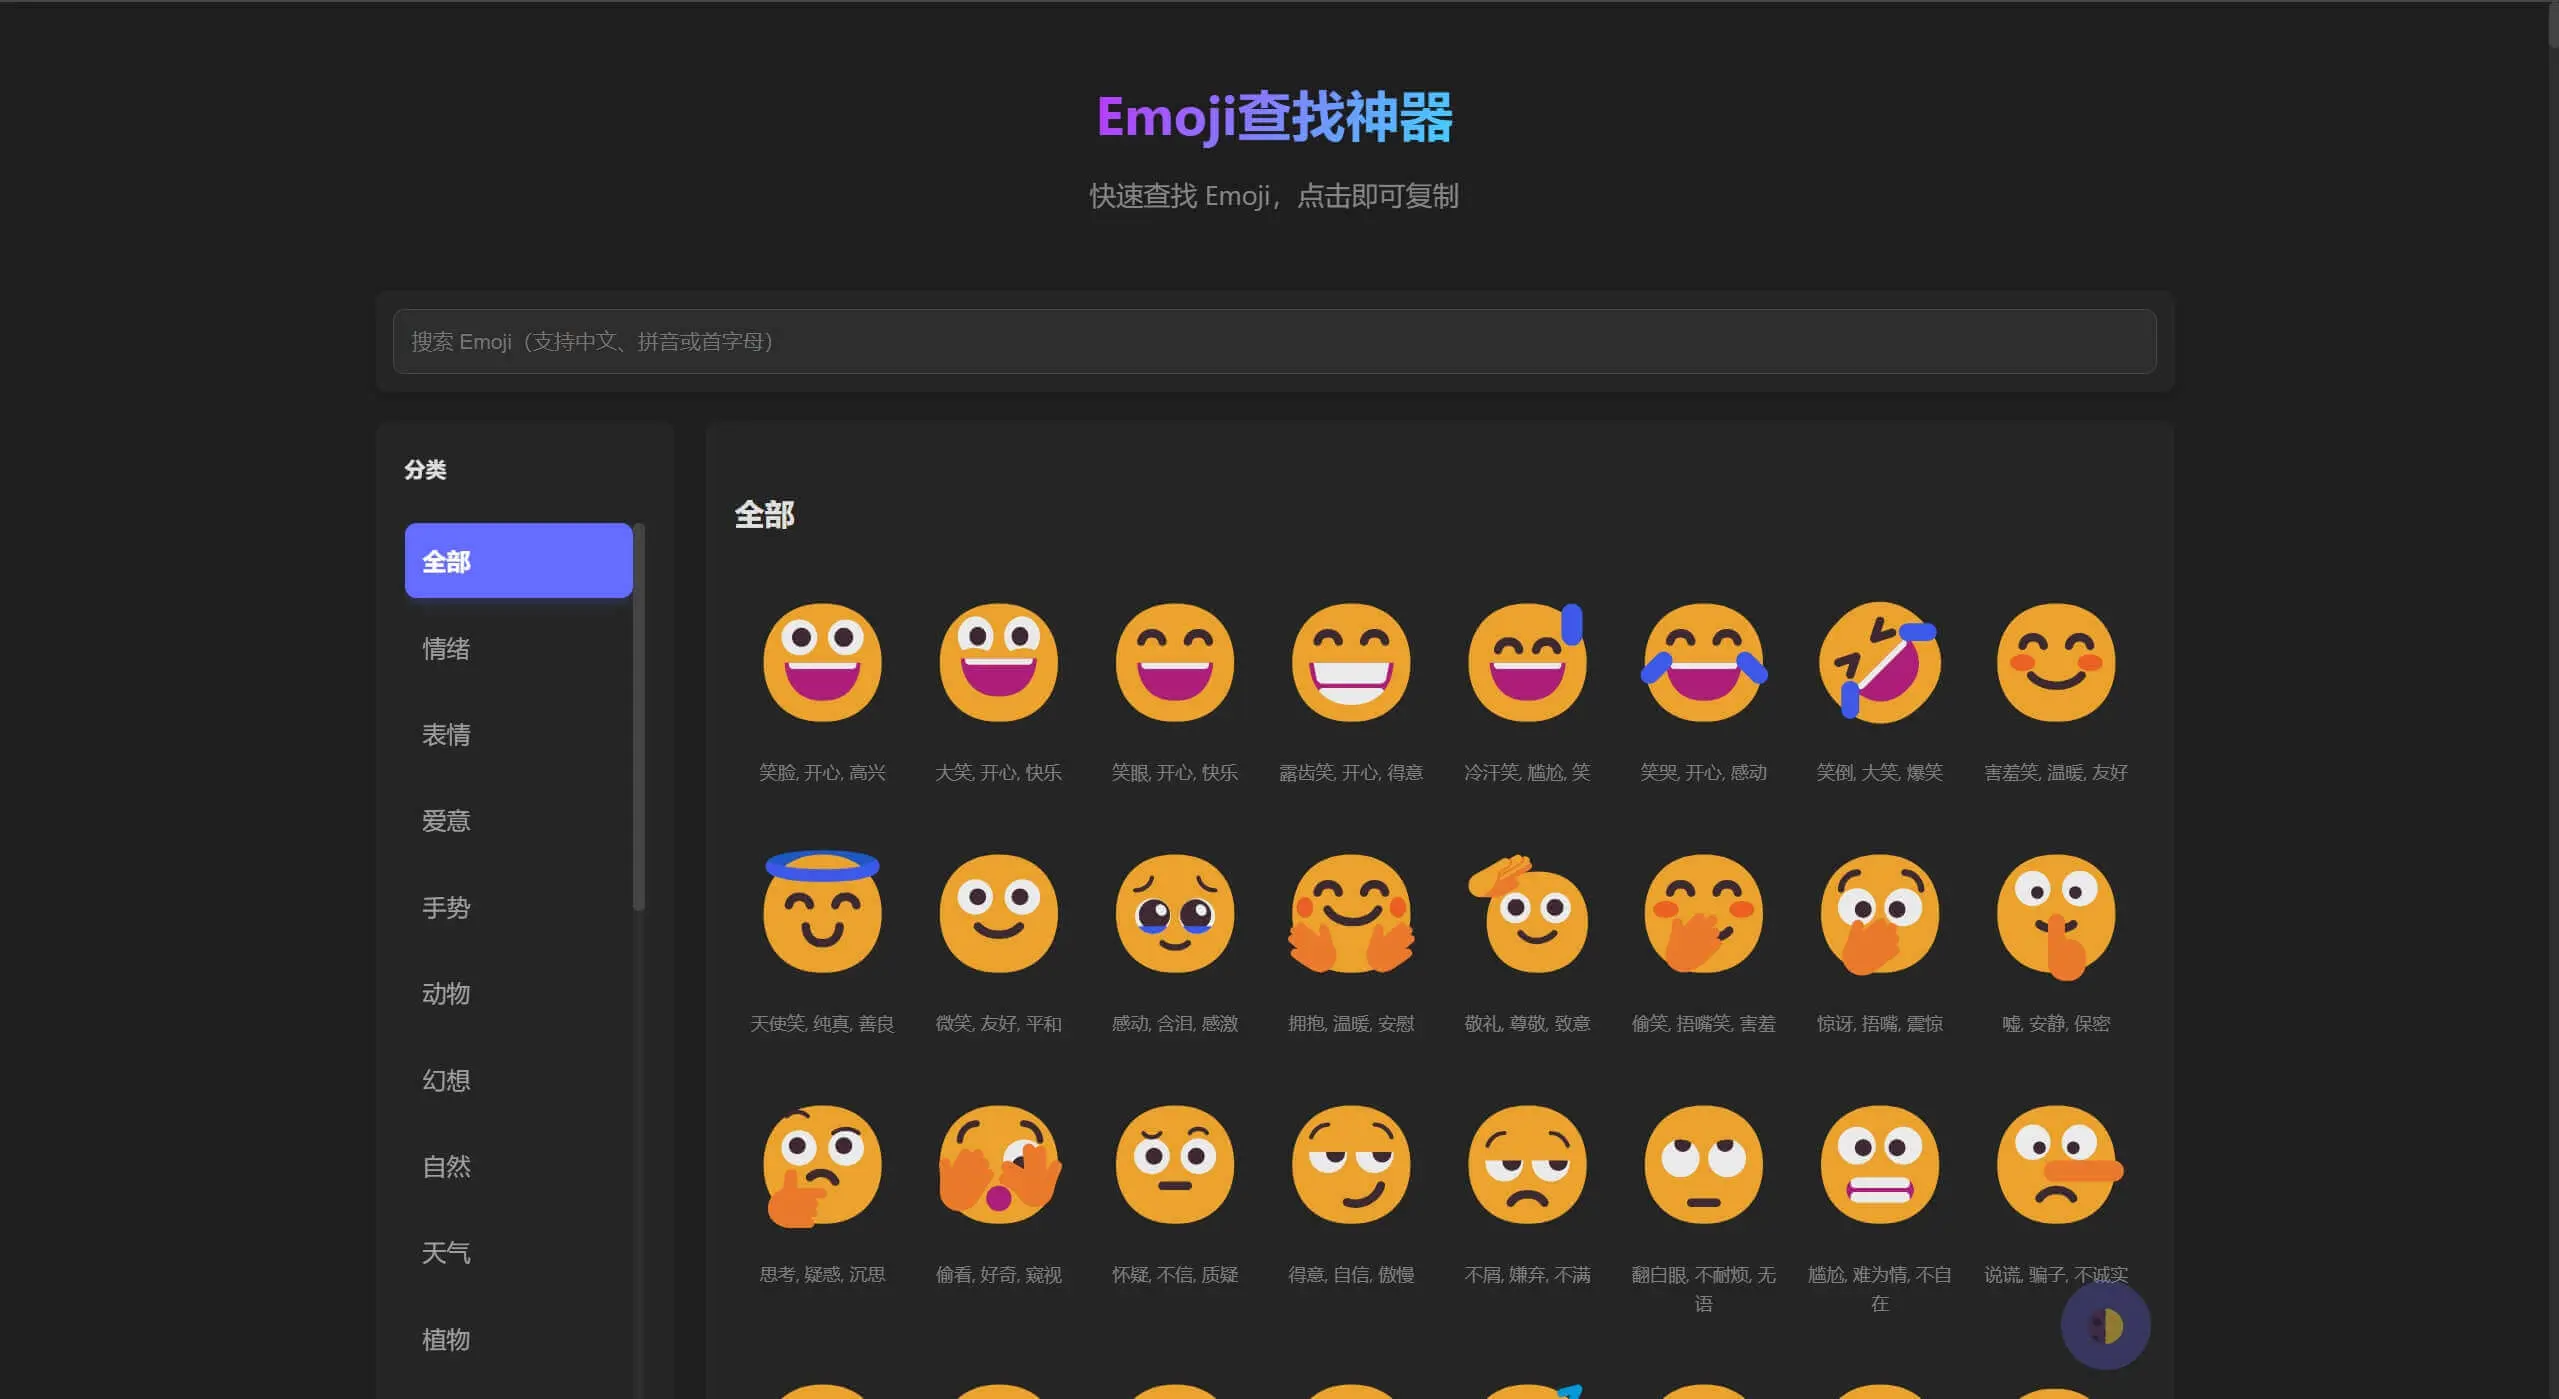 Emoji查找神器
快速查找 Emoji，点击即可复制
搜索 Emoji（支持中文、拼音或首字母）
分类
全部
情绪
表情
爱意
手势
动物
幻想
自然
天气
植物
全部
笑脸, 开心, 高兴
大笑, 开心, 快乐
笑眼, 开心, 快乐
露齿笑, 开心, 得意
冷汗笑, 尴尬, 笑
笑哭, 开心, 感动
笑倒, 大笑, 爆笑
害羞笑, 温暖, 友好
天使笑, 纯真, 善良
微笑, 友好, 平和
感动, 含泪, 感激
拥抱, 温暖, 安慰
敬礼, 尊敬, 致意
偷笑, 捂嘴笑, 害羞
惊讶, 捂嘴, 震惊
嘘, 安静, 保密
思考, 疑惑, 沉思
偷看, 好奇, 窥视
怀疑, 不信, 质疑
得意, 自信, 傲慢
不屑, 嫌弃, 不满
翻白眼, 不耐烦, 无
语
尴尬, 难为情, 不自
在
说谎, 骗子, 不诚实